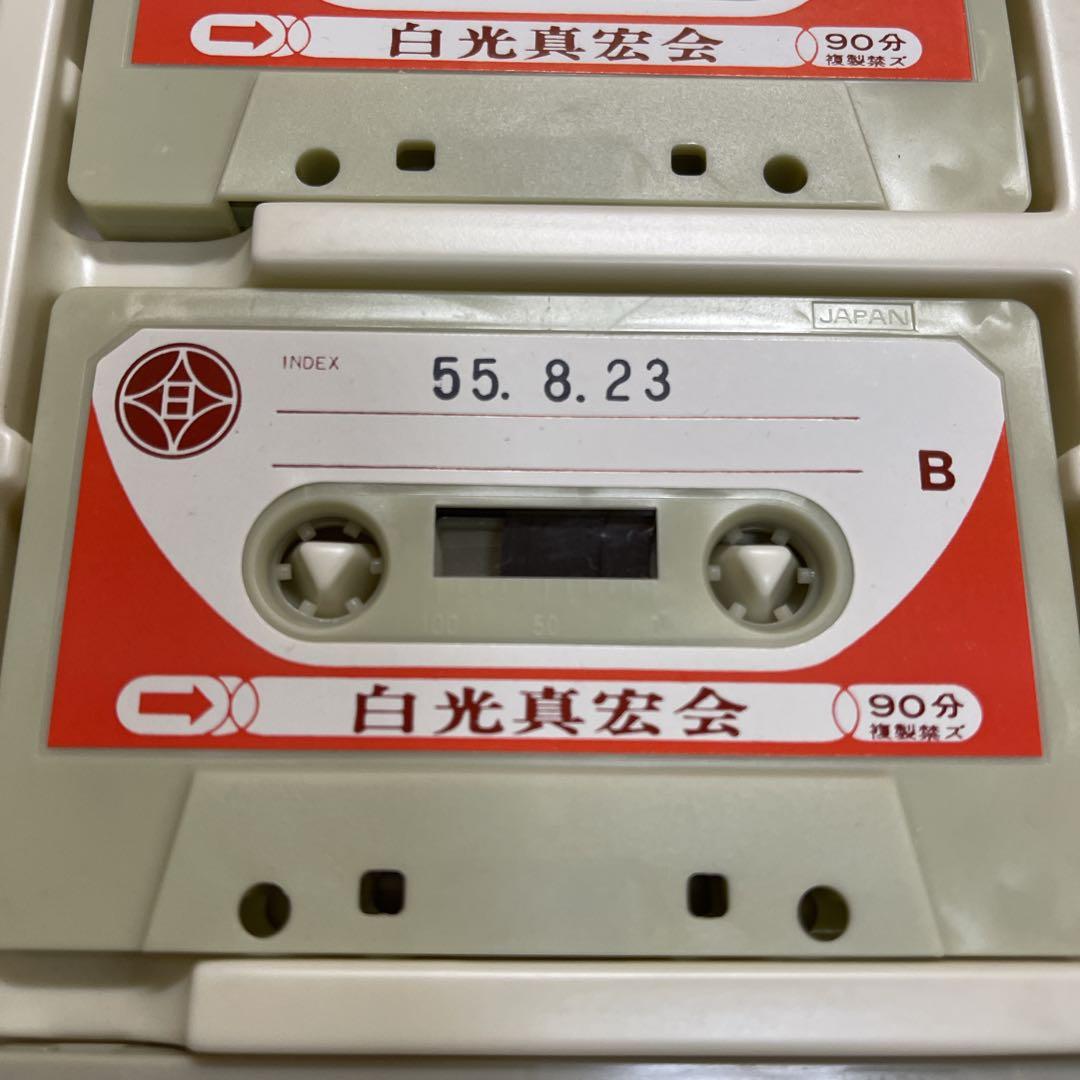 白光真宏会
90分
複製禁ズ
JAPAN
INDEX
55. 8. 23
B
100 50
白光真宏会
90分
複製禁ズ